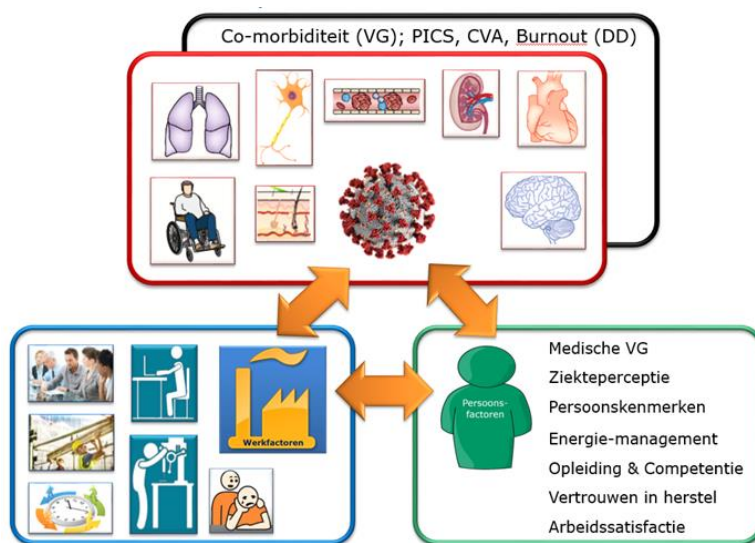 Co-morbiditeit (VG); PICS, CVA, Burnout (DD)
Werkfactoren
Persoons-
factoren
Medische VG
Ziekteperceptie
Persoonskenmerken
Energie-management
Opleiding & Competentie
Vertrouwen in herstel
Arbeidssatisfactie